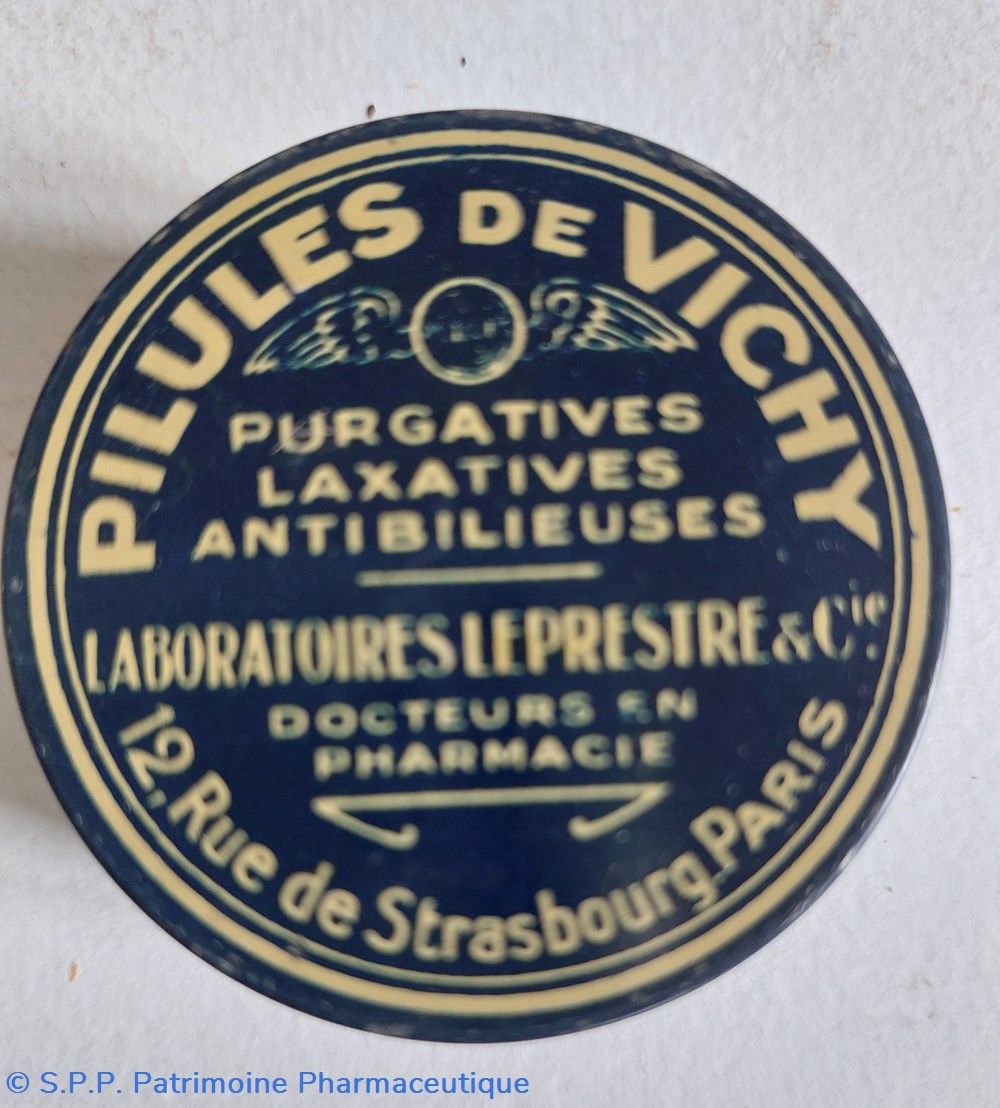 PILULES DE VICHY
PURGATIVES
LAXATIVES
ANTIBILIEUSES
LABORATOIRES LEPRESTRE & Cie.
DOCTEURS EN
PHARMACIE
12, Rue de Strasbourg. PARIS
© S.P.P. Patrimoine Pharmaceutique